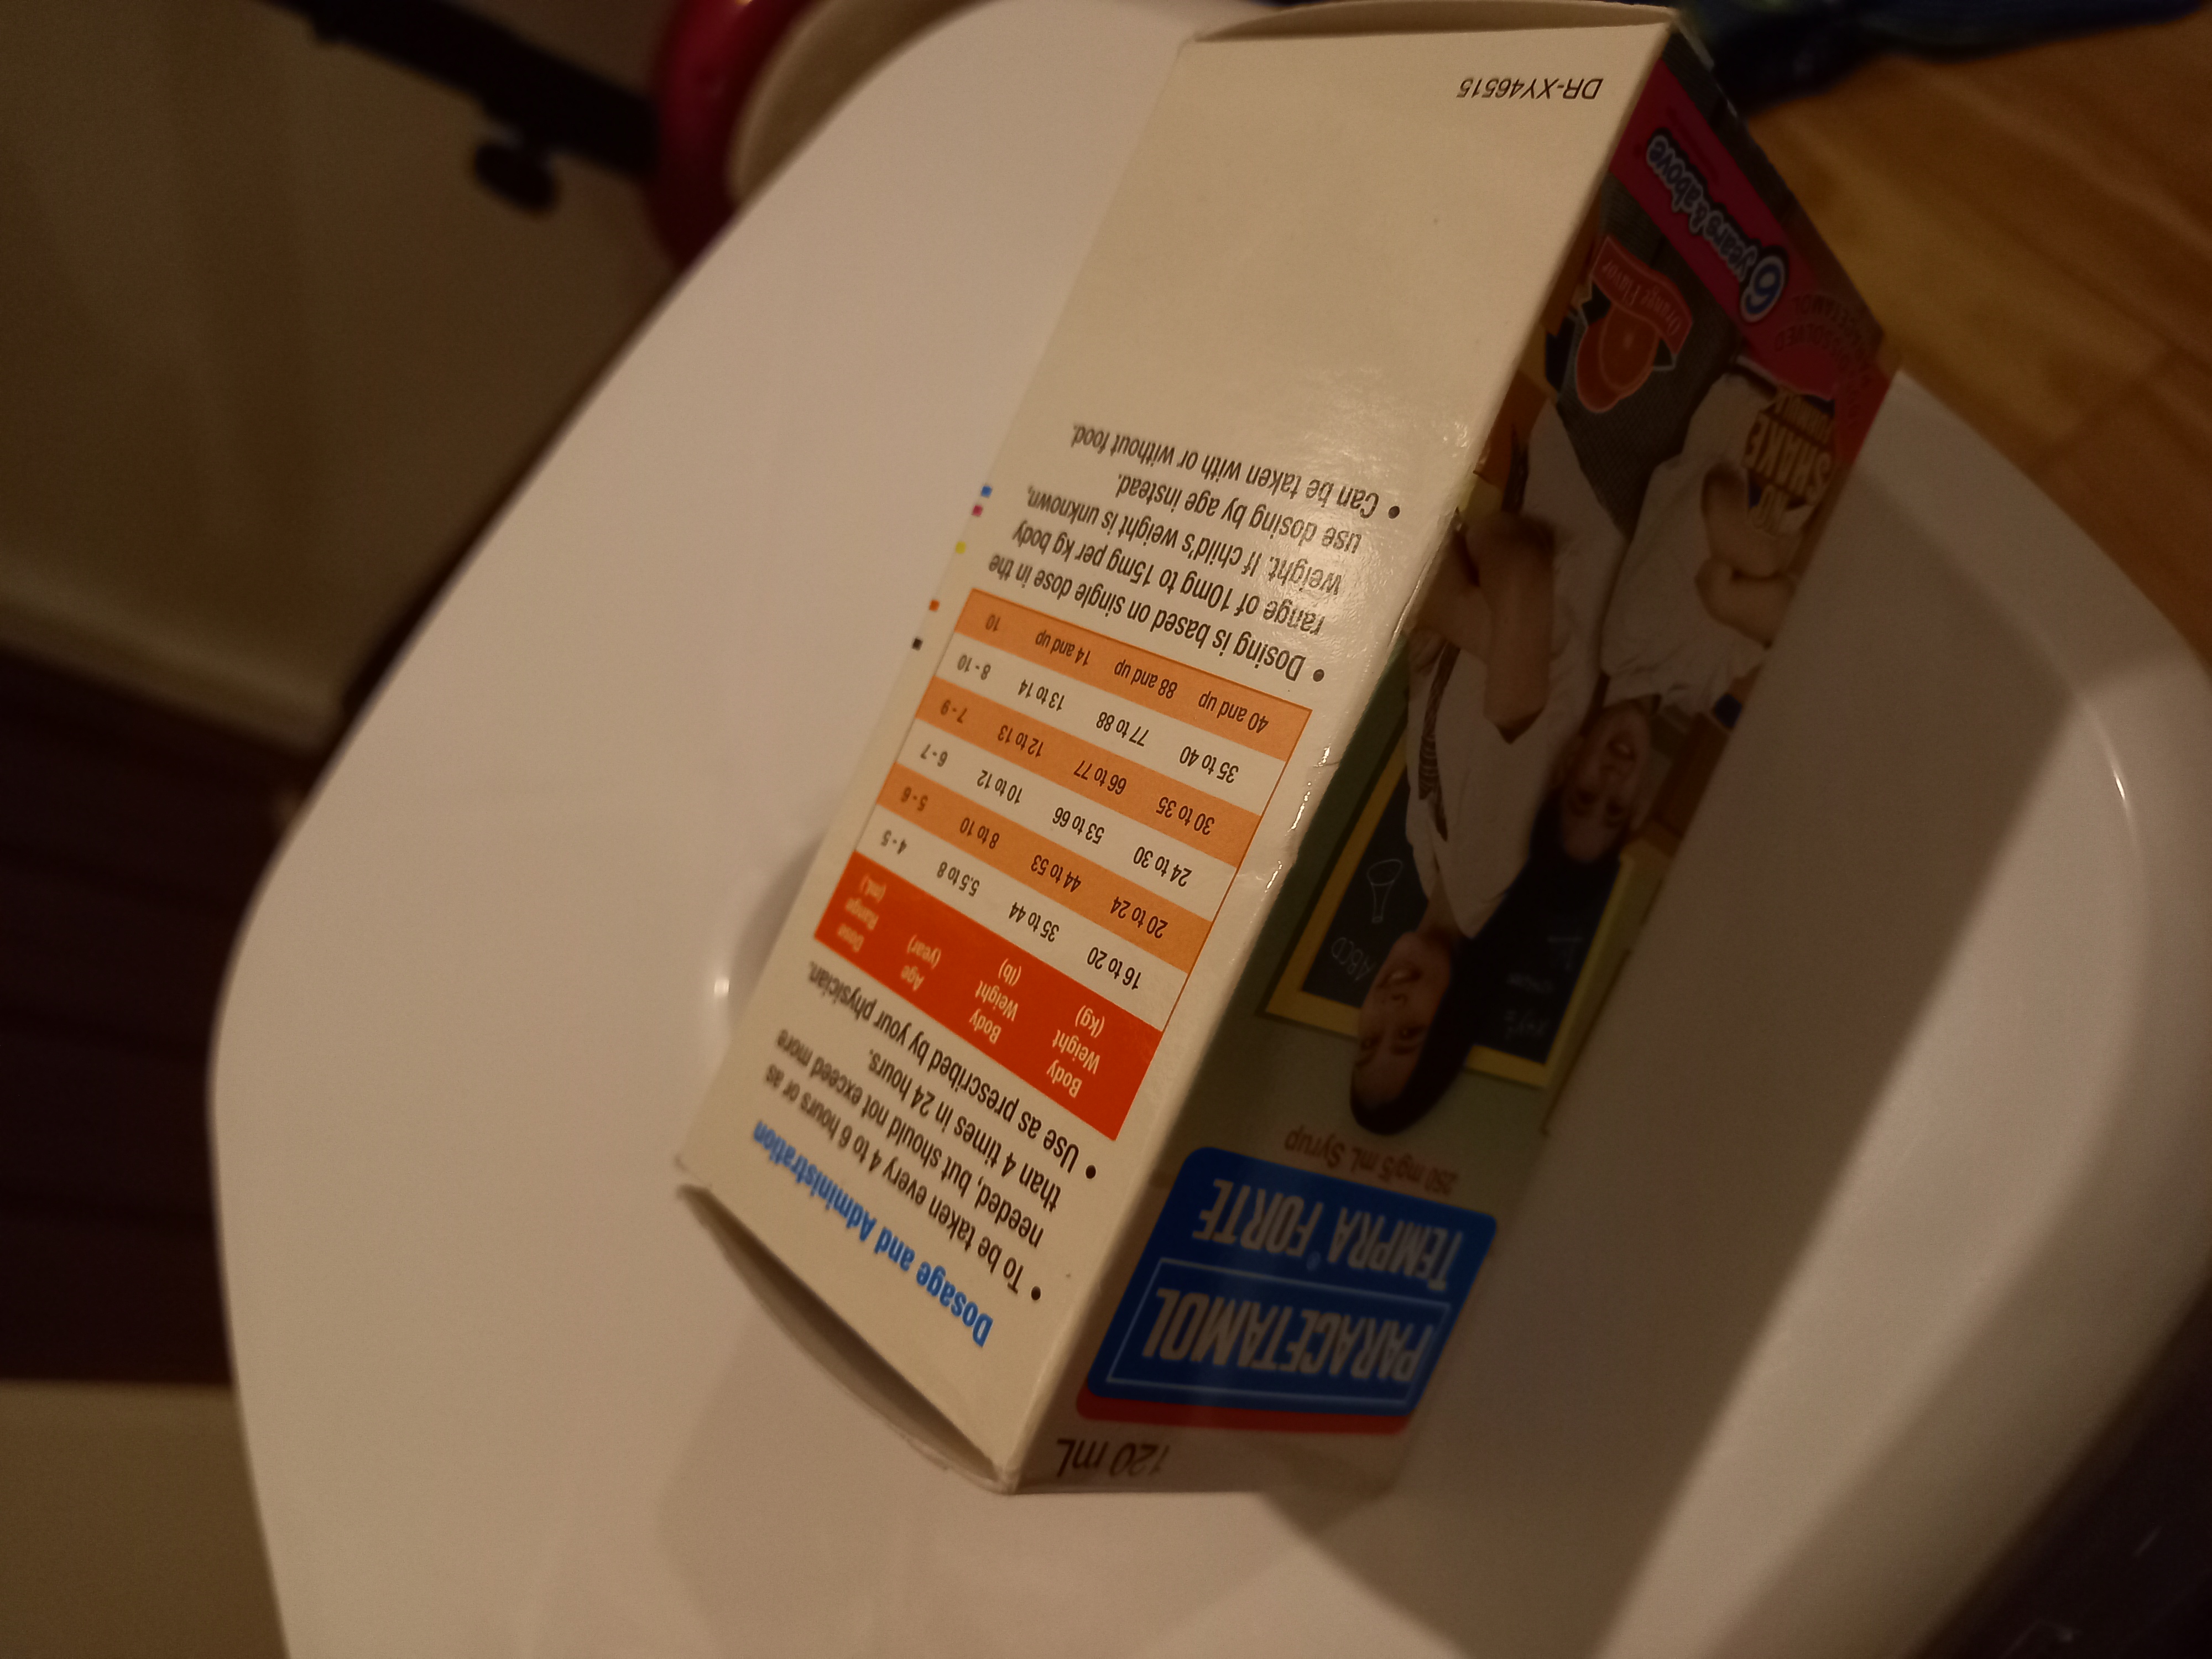 Dosage and Administration
• To be taken every 4 to 6 hours or as
needed, but should not exceed more
than 4 times in 24 hours.
• Use as prescribed by your physician.
Body Weight (kg) Body Weight (lb) Age (year) Dose Range (mL)
16 to 20 35 to 44 5.5 to 8 4 - 5
20 to 24 44 to 53 8 to 10 5 - 6
24 to 30 53 to 66 10 to 12 6 - 7
30 to 35 66 to 77 12 to 13 7 - 9
35 to 40 77 to 88 13 to 14 8 - 10
40 and up 88 and up 14 and up 10
• Dosing is based on single dose in the
range of 10mg to 15mg per kg body
weight. If child's weight is unknown,
use dosing by age instead.
• Can be taken with or without food.
DR-XY46515
120 mL
PARACETAMOL
TEMPRA® FORTE
250 mg/5 mL Syrup
ABCD
Orange Flavor
NO
SHAKE
FORMULA
6 years & above